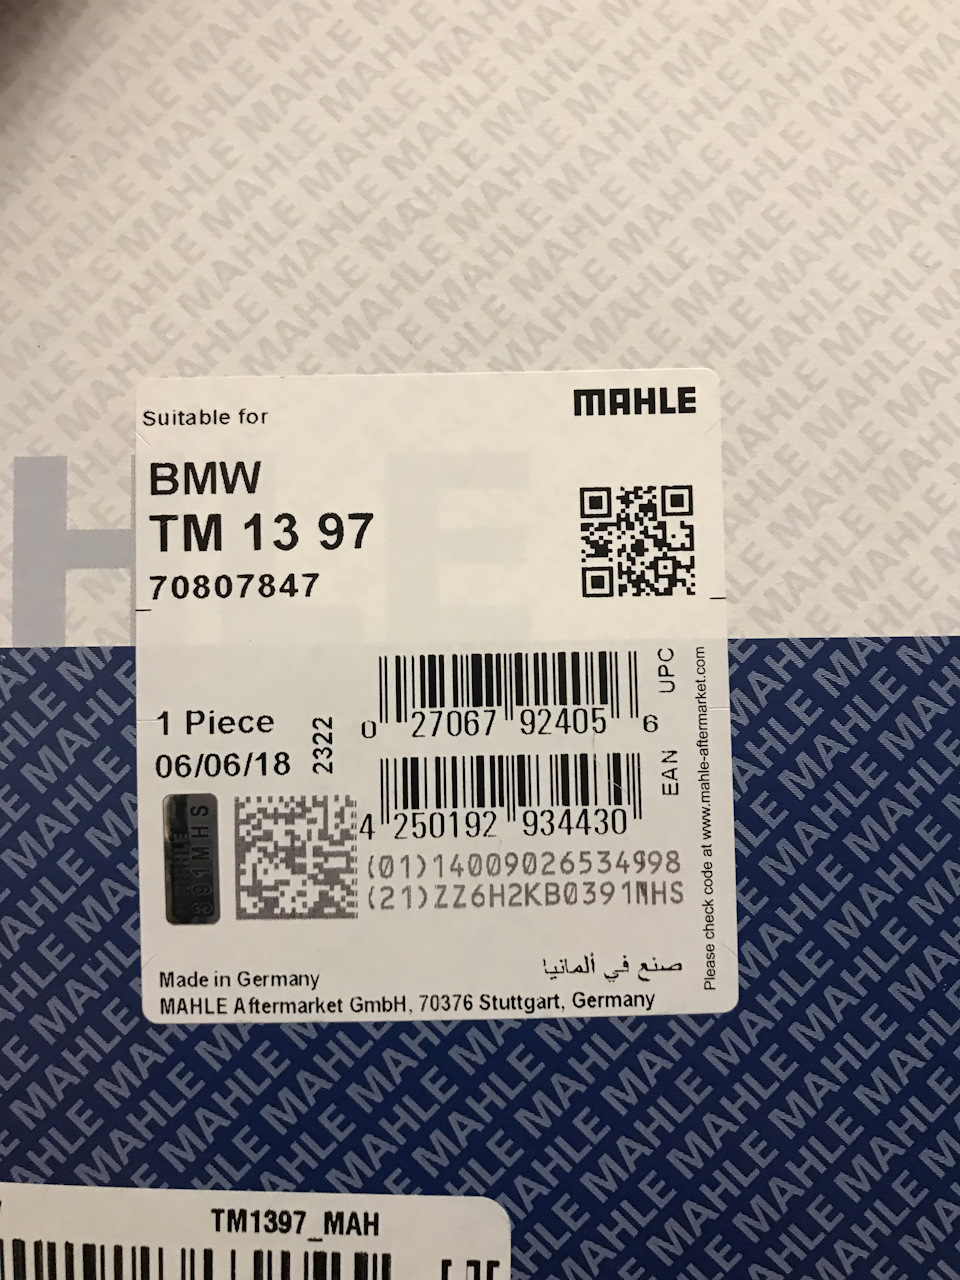 MAHLE
Suitable for
BMW
TM 13 97
70807847
1 Piece
06/06/18
2322
0 27067 92405 6
UPC
4 250192 934430
EAN
(01)14009026534998
(21)ZZ6H2KB0391MHS
Please check code at www.mahle-aftermarket.com
MAHLE
391MHS
صنع في ألمانيا
Made in Germany
MAHLE Aftermarket GmbH, 70376 Stuttgart, Germany
TM1397_MAH